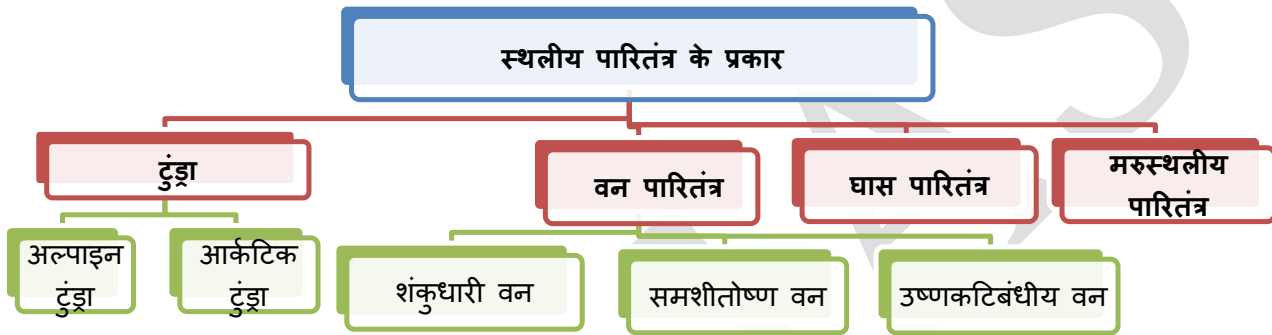 स्थलीय पारितंत्र के प्रकार
टुंड्रा
वन पारितंत्र
घास पारितंत्र
मरुस्थलीय
पारितंत्र
अल्पाइन
टुंड्रा
आर्कटिक
टुंड्रा
शंकुधारी वन
समशीतोष्ण वन
उष्णकटिबंधीय वन